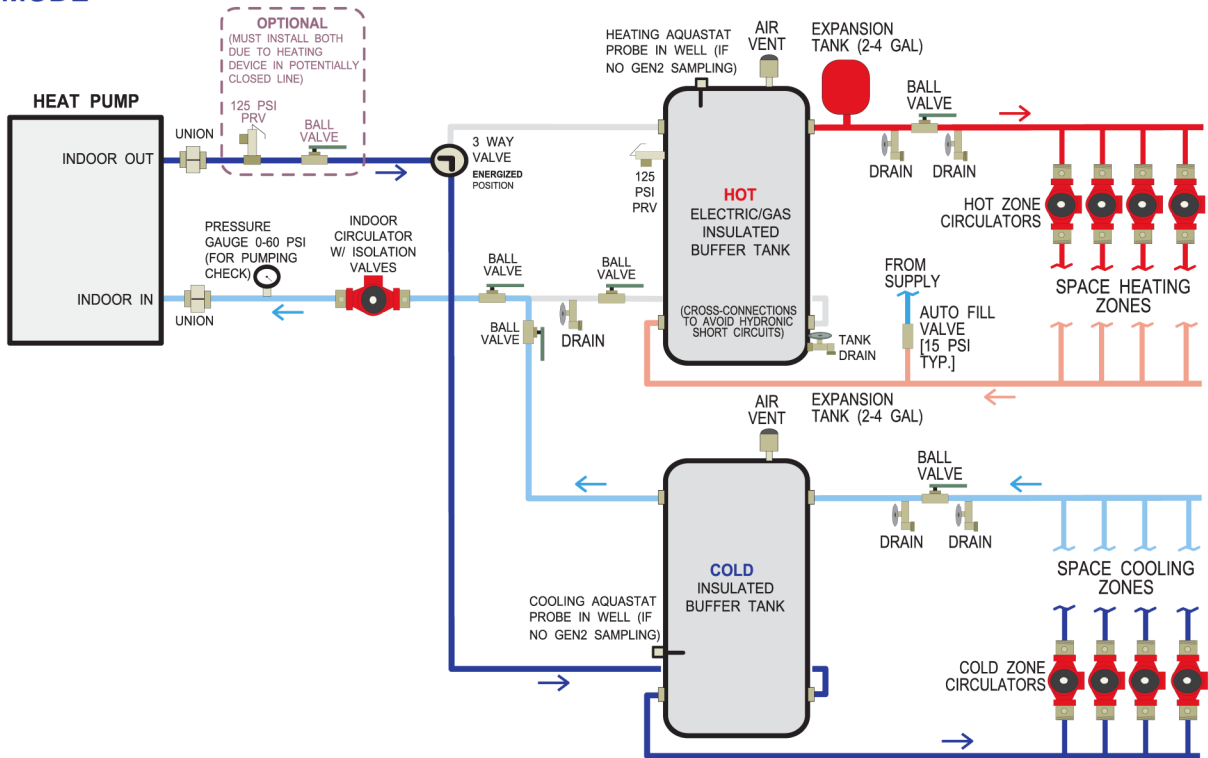 MODE
OPTIONAL
(MUST INSTALL BOTH
DUE TO HEATING
DEVICE IN POTENTIALLY
CLOSED LINE)
125 PSI
PRV
BALL
VALVE
HEAT PUMP
UNION
INDOOR OUT
3 WAY
VALVE
ENERGIZED
POSITION
HEATING AQUASTAT
PROBE IN WELL (IF
NO GEN2 SAMPLING)
AIR
VENT
EXPANSION
TANK (2-4 GAL)
BALL
VALVE
DRAIN
DRAIN
125
PSI
PRV
HOT
ELECTRIC/GAS
INSULATED
BUFFER TANK
HOT ZONE
CIRCULATORS
PRESSURE
GAUGE 0-60 PSI
(FOR PUMPING
CHECK)
INDOOR
CIRCULATOR
W/ ISOLATION
VALVES
BALL
VALVE
BALL
VALVE
FROM
SUPPLY
SPACE HEATING
ZONES
INDOOR IN
UNION
BALL
VALVE
DRAIN
(CROSS-CONNECTIONS
TO AVOID HYDRONIC
SHORT CIRCUITS)
TANK
DRAIN
AUTO FILL
VALVE
[15 PSI
TYP.]
AIR
VENT
EXPANSION
TANK (2-4 GAL)
BALL
VALVE
DRAIN
DRAIN
COLD
INSULATED
BUFFER TANK
SPACE COOLING
ZONES
COOLING AQUASTAT
PROBE IN WELL (IF
NO GEN2 SAMPLING)
COLD ZONE
CIRCULATORS